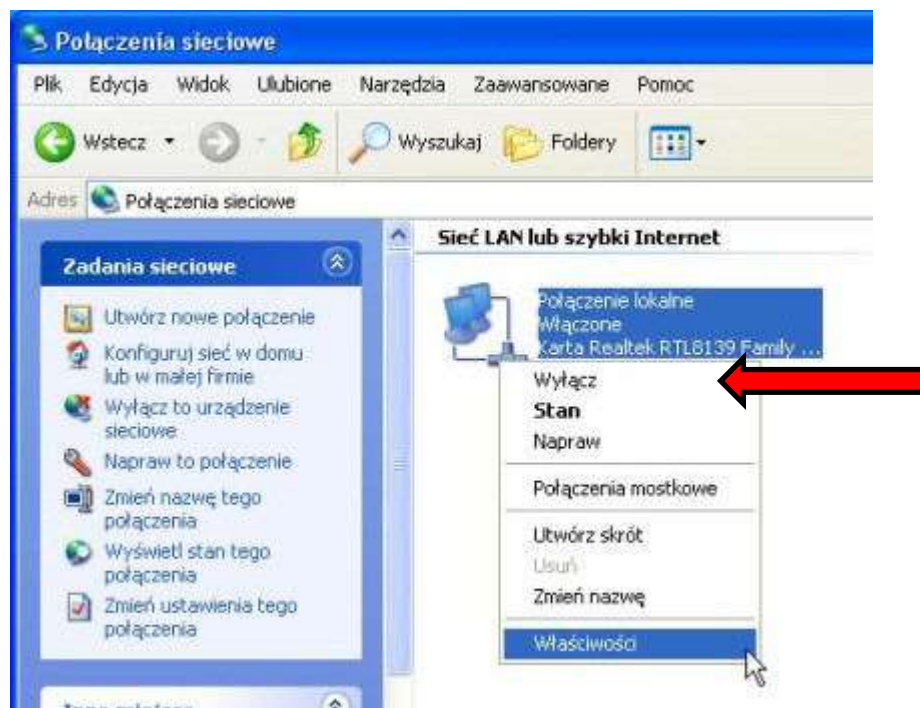 Połączenia sieciowe
Plik Edycja Widok Ulubione Narzędzia Zaawansowane Pomoc
Wstecz Wyszukaj Foldery
Adres Połączenia sieciowe
Zadania sieciowe
Utwórz nowe połączenie
Konfiguruj sieć w domu
lub w małej firmie
Wyłącz to urządzenie
sieciowe
Napraw to połączenie
Zmień nazwę tego
połączenia
Wyświetl stan tego
połączenia
Zmień ustawienia tego
połączenia
Sieć LAN lub szybki Internet
Połączenie lokalne
Włączone
Karta Realtek RTL8139 Family ...
Wyłącz
Stan
Napraw
Połączenia mostkowe
Utwórz skrót
Usuń
Zmień nazwę
Właściwości